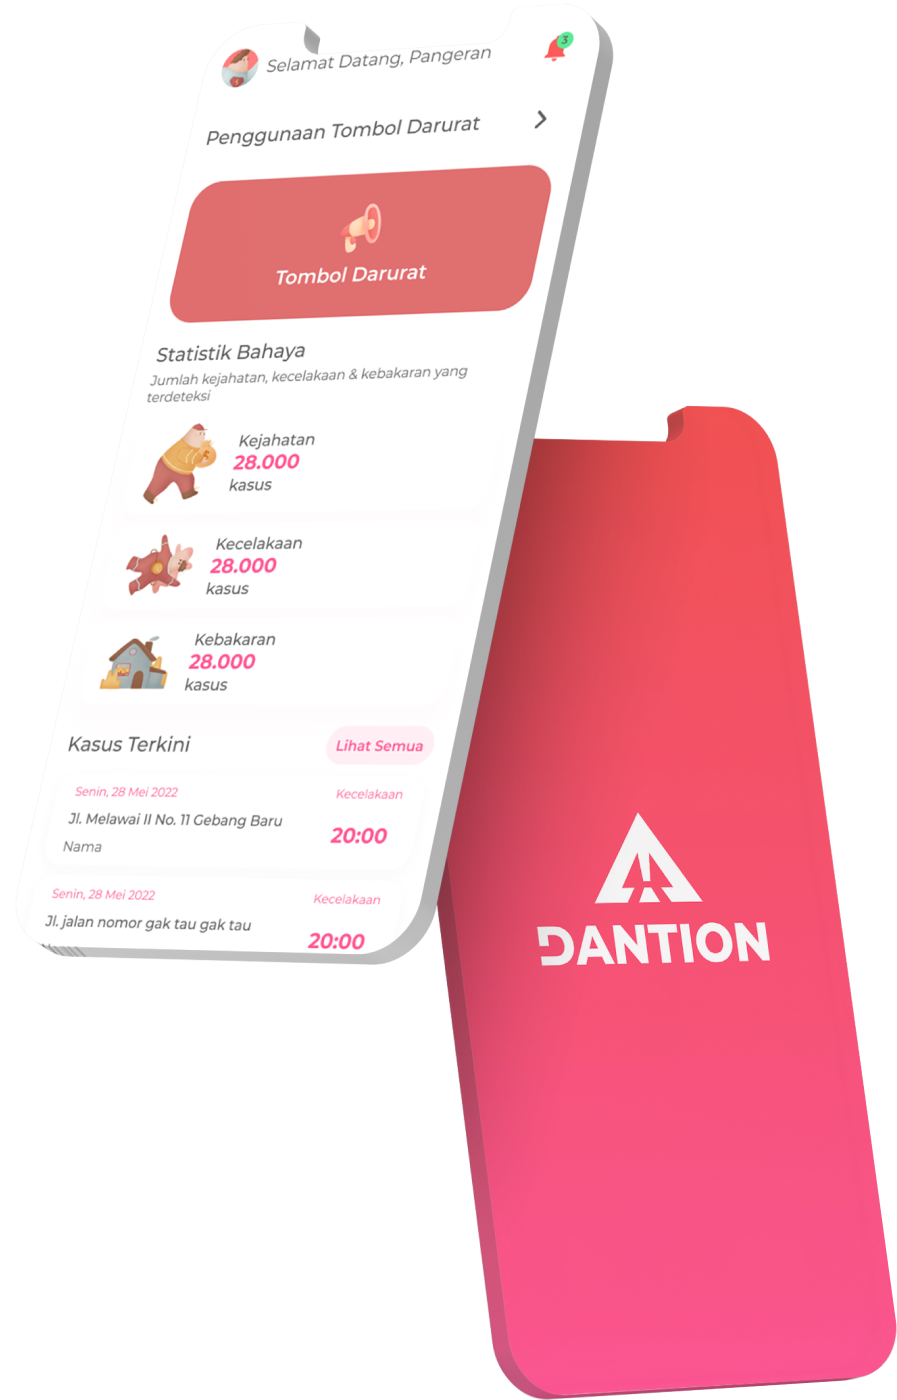 Selamat Datang, Pangeran
3
Penggunaan Tombol Darurat
Tombol Darurat
Statistik Bahaya
Jumlah kejahatan, kecelakaan & kebakaran yang
terdeteksi
Kejahatan
28.000
kasus
Kecelakaan
28.000
kasus
Kebakaran
28.000
kasus
Kasus Terkini
Lihat Semua
Senin, 28 Mei 2022
Kecelakaan
Jl. Melawai II No. 11 Gebang Baru
20:00
Nama
Senin, 28 Mei 2022
Kecelakaan
Jl. jalan nomor gak tau gak tau
20:00
DANTION